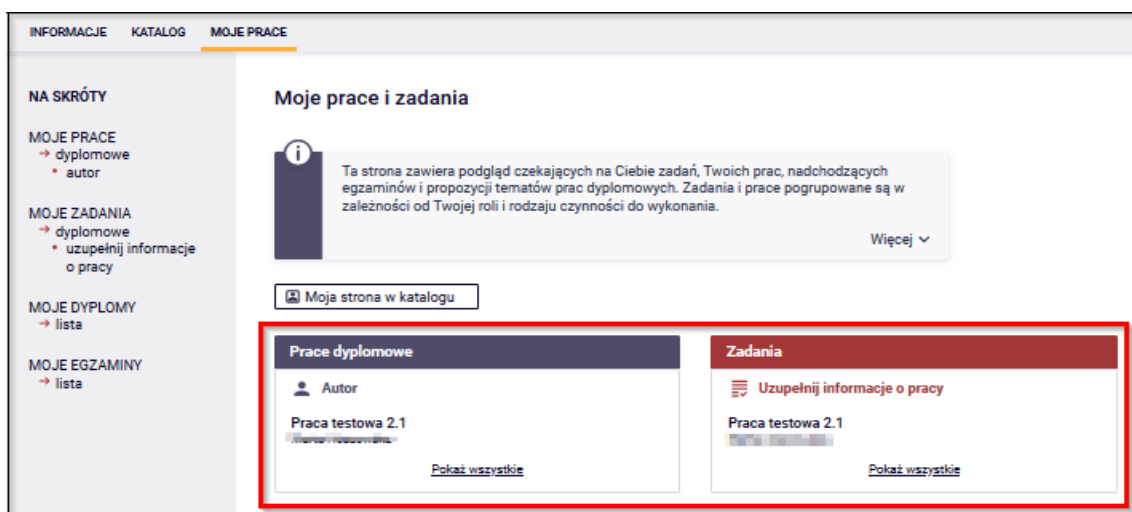 INFORMACJE KATALOG MOJE PRACE
NA SKRÓTY
MOJE PRACE
→ dyplomowe
• autor
MOJE ZADANIA
→ dyplomowe
• uzupełnij informacje
o pracy
MOJE DYPLOMY
→ lista
MOJE EGZAMINY
→ lista
Moje prace i zadania
Ta strona zawiera podgląd czekających na Ciebie zadań, Twoich prac, nadchodzących
egzaminów i propozycji tematów prac dyplomowych. Zadania i prace pogrupowane są w
zależności od Twojej roli i rodzaju czynności do wykonania.
Więcej
Moja strona w katalogu
Prace dyplomowe
Autor
Praca testowa 2.1
Pokaż wszystkie
Zadania
Uzupełnij informacje o pracy
Praca testowa 2.1
Pokaż wszystkie